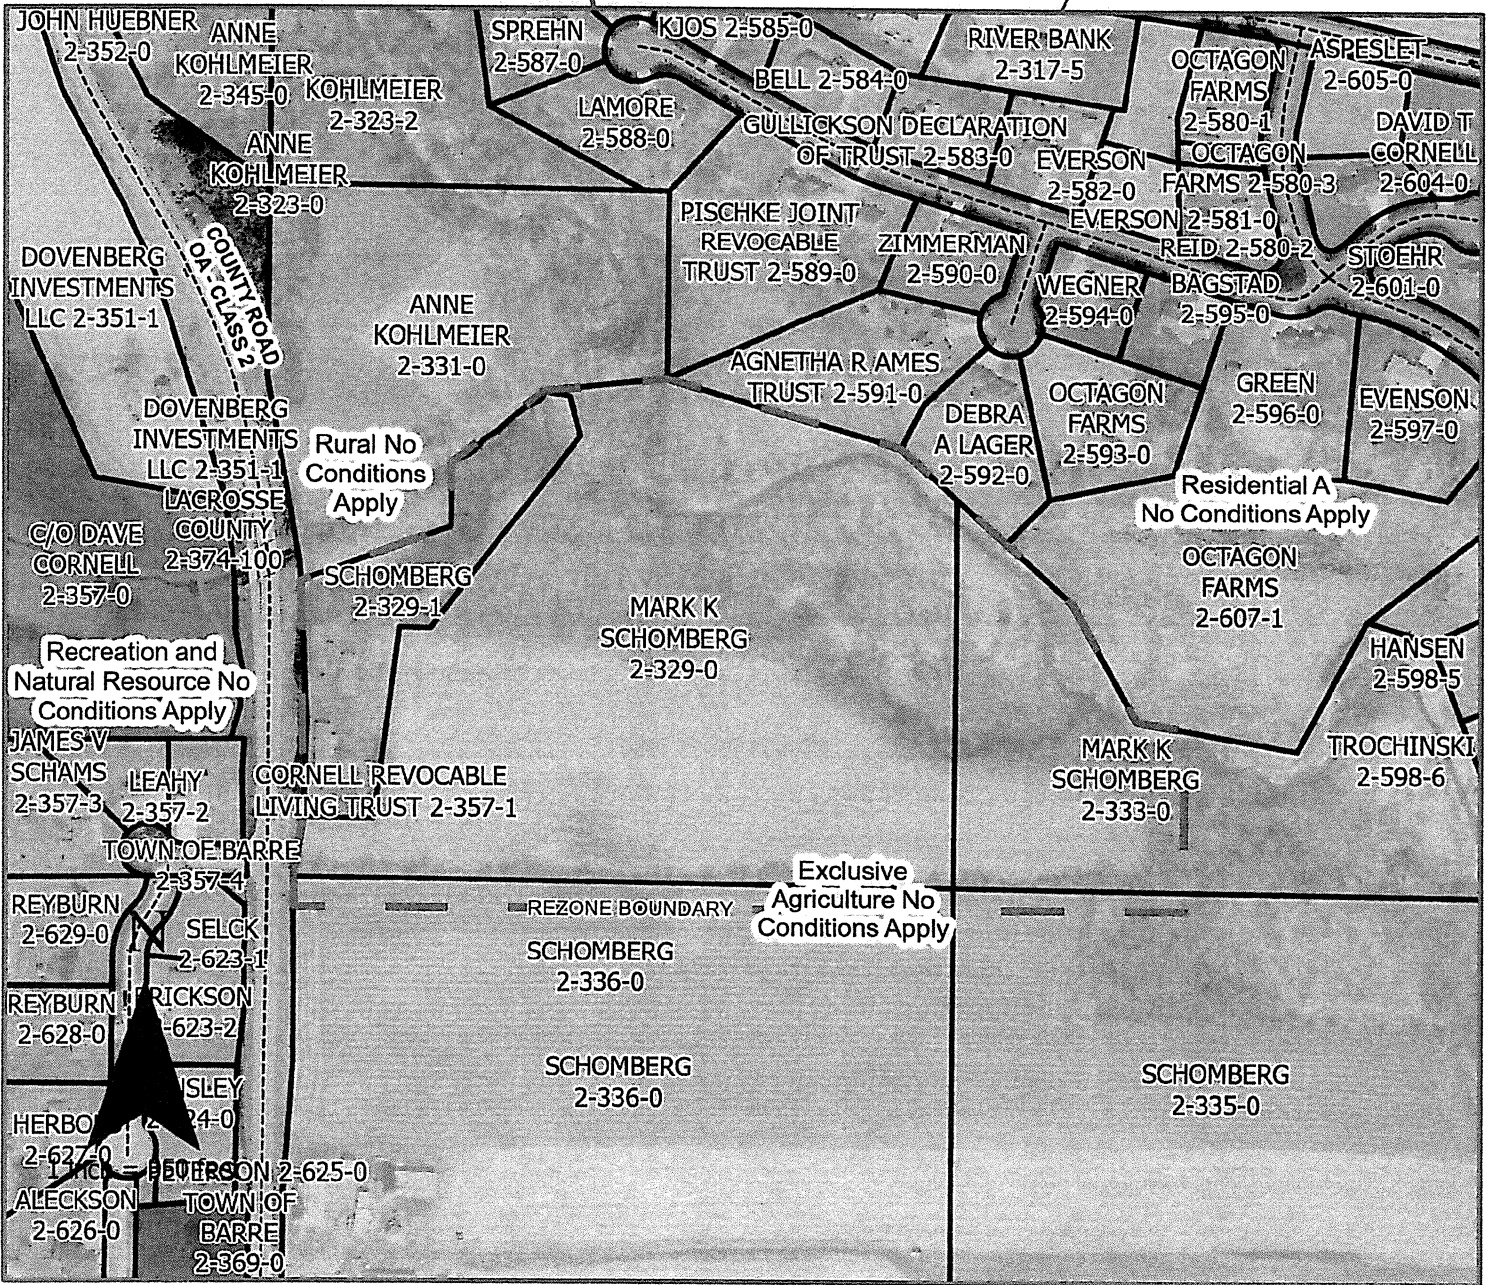 JOHN HUEBNER
2-352-0
ANNE
KOHLMEIER
2-345-0
KOHLMEIER
2-323-2
ANNE
KOHLMEIER
2-323-0
SPREHN
2-587-0
KJOS 2-585-0
BELL 2-584-0
LAMORE
2-588-0
GULLICKSON DECLARATION
OF TRUST 2-583-0
RIVER BANK
2-317-5
OCTAGON
FARMS
2-580-1
ASPESLET
2-605-0
DAVID T
CORNELL
2-604-0
OCTAGON
FARMS 2-580-3
EVERSON
2-582-0
EVERSON 2-581-0
REID 2-580-2
STOEHR
2-601-0
PISCHKE JOINT
REVOCABLE
TRUST 2-589-0
ZIMMERMAN
2-590-0
WEGNER
2-594-0
BAGSTAD
2-595-0
DOVENBERG
INVESTMENTS
LLC 2-351-1
COUNTY ROAD
OA - CLASS 2
ANNE
KOHLMEIER
2-331-0
AGNETHA R AMES
TRUST 2-591-0
DEBRA
A LAGER
2-592-0
OCTAGON
FARMS
2-593-0
GREEN
2-596-0
EVENSON
2-597-0
DOVENBERG
INVESTMENTS
LLC 2-351-1
Rural No
Conditions
Apply
Residential A
No Conditions Apply
LACROSSE
COUNTY
2-374-100
C/O DAVE
CORNELL
2-357-0
SCHOMBERG
2-329-1
MARK K
SCHOMBERG
2-329-0
OCTAGON
FARMS
2-607-1
HANSEN
2-598-5
Recreation and
Natural Resource No
Conditions Apply
JAMES V
SCHAMS
2-357-3
LEAHY
2-357-2
CORNELL REVOCABLE
LIVING TRUST 2-357-1
MARK K
SCHOMBERG
2-333-0
TROCHINSKI
2-598-6
TOWN OF BARRE
2-357-4
Exclusive
Agriculture No
Conditions Apply
REZONE BOUNDARY
REYBURN
2-629-0
SELCK
2-623-1
SCHOMBERG
2-336-0
REYBURN
2-628-0
ERICKSON
-623-2
SCHOMBERG
2-336-0
SCHOMBERG
2-335-0
2-627-0
PETERSON 2-625-0
ALECKSON
2-626-0
TOWN OF
BARRE
2-369-0